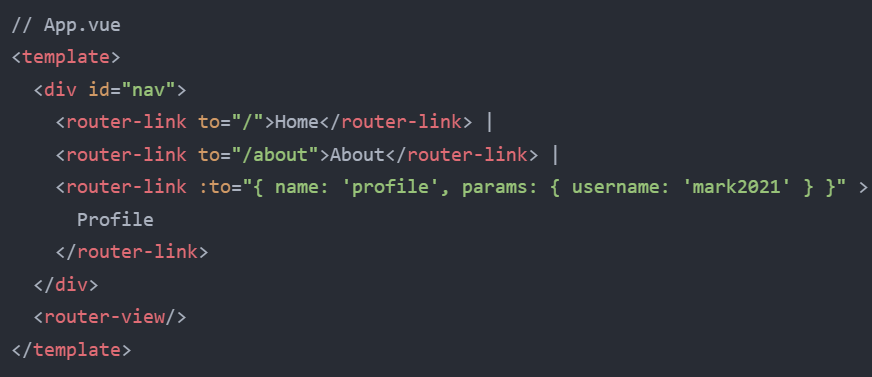 // App.vue
<template>
  <div id="nav">
    <router-link to="/">Home</router-link> |
    <router-link to="/about">About</router-link> |
    <router-link :to="{ name: 'profile', params: { username: 'mark2021' } }" >
      Profile
    </router-link>
  </div>
  <router-view/>
</template>